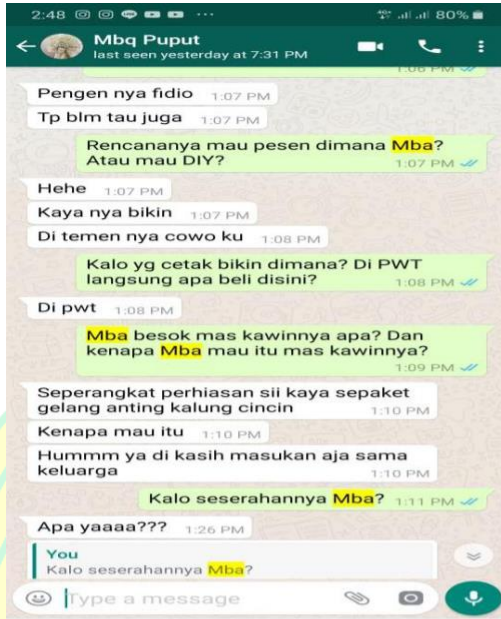 2:48 80%
Mbq Puput
last seen yesterday at 7:31 PM
1:06 PM
Pengen nya fidio 1:07 PM
Tp blm tau juga 1:07 PM
Rencananya mau pesen dimana Mba?
Atau mau DIY? 1:07 PM
Hehe 1:07 PM
Kaya nya bikin 1:07 PM
Di temen nya cowo ku 1:08 PM
Kalo yg cetak bikin dimana? Di PWT
langsung apa beli disini? 1:08 PM
Di pwt 1:08 PM
Mba besok mas kawinnya apa? Dan
kenapa Mba mau itu mas kawinnya?
1:09 PM
Seperangkat perhiasan sii kaya sepaket
gelang anting kalung cincin 1:10 PM
Kenapa mau itu 1:10 PM
Hummm ya di kasih masukan aja sama
keluarga 1:10 PM
Kalo seserahannya Mba? 1:11 PM
Apa yaaaa??? 1:26 PM
You
Kalo seserahannya Mba?
Type a message